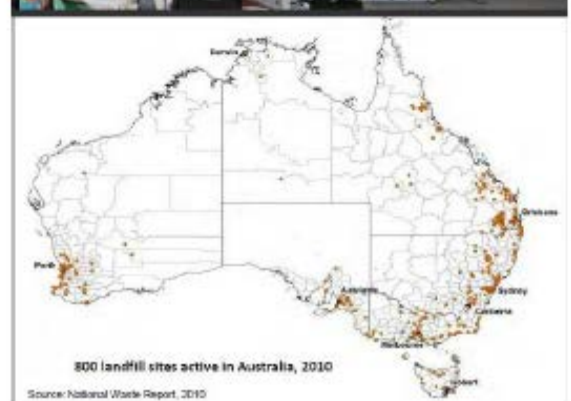 Darwin
Brisbane
Perth
Adelaide
Sydney
Canberra
Melbourne
Hobart
800 landfill sites active in Australia, 2010
Source: National Waste Report, 2010